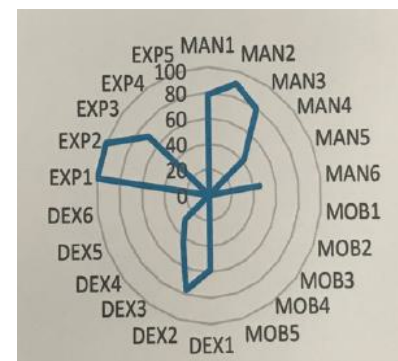 MAN1
MAN2
MAN3
MAN4
MAN5
MAN6
MOB1
MOB2
MOB3
MOB4
MOB5
DEX1
DEX2
DEX3
DEX4
DEX5
DEX6
EXP1
EXP2
EXP3
EXP4
EXP5
100
80
60
40
20
0